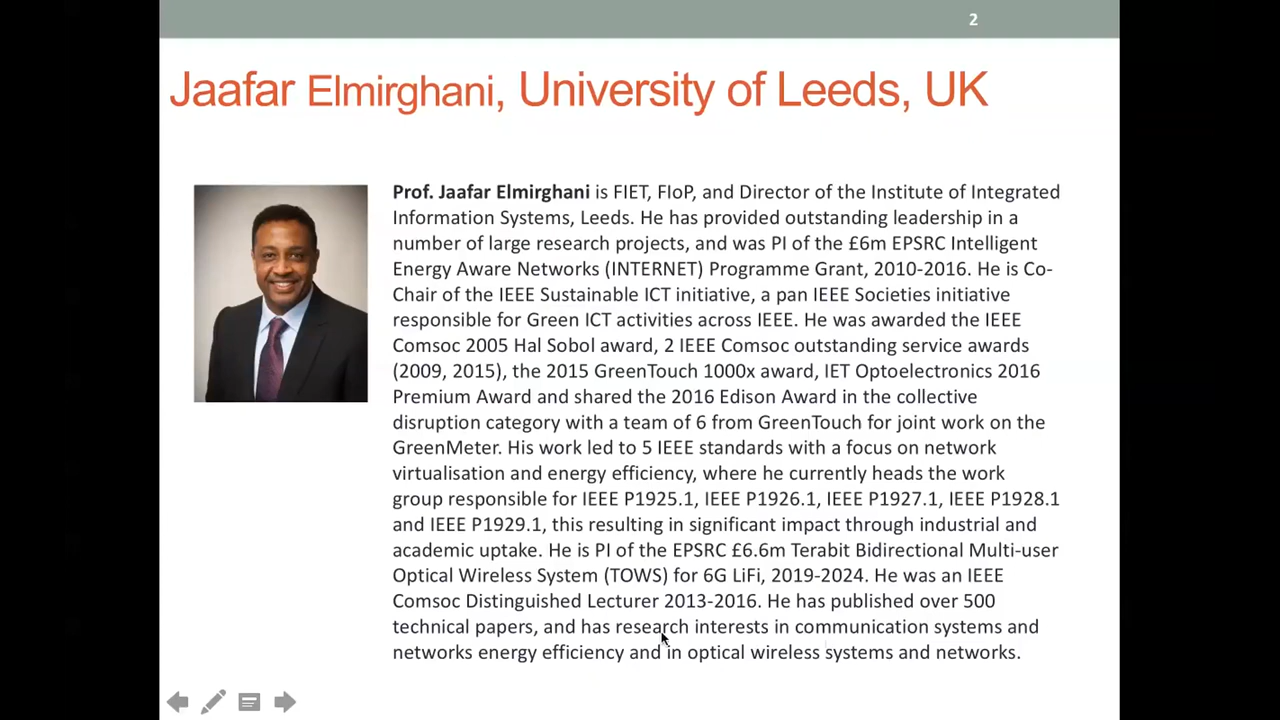 2
Jaafar Elmirghani, University of Leeds, UK
Prof. Jaafar Elmirghani is FIET, FIoP, and Director of the Institute of Integrated
Information Systems, Leeds. He has provided outstanding leadership in a
number of large research projects, and was PI of the £6m EPSRC Intelligent
Energy Aware Networks (INTERNET) Programme Grant, 2010-2016. He is Co-
Chair of the IEEE Sustainable ICT initiative, a pan IEEE Societies initiative
responsible for Green ICT activities across IEEE. He was awarded the IEEE
Comsoc 2005 Hal Sobol award, 2 IEEE Comsoc outstanding service awards
(2009, 2015), the 2015 GreenTouch 1000x award, IET Optoelectronics 2016
Premium Award and shared the 2016 Edison Award in the collective
disruption category with a team of 6 from GreenTouch for joint work on the
GreenMeter. His work led to 5 IEEE standards with a focus on network
virtualisation and energy efficiency, where he currently heads the work
group responsible for IEEE P1925.1, IEEE P1926.1, IEEE P1927.1, IEEE P1928.1
and IEEE P1929.1, this resulting in significant impact through industrial and
academic uptake. He is PI of the EPSRC £6.6m Terabit Bidirectional Multi-user
Optical Wireless System (TOWS) for 6G LiFi, 2019-2024. He was an IEEE
Comsoc Distinguished Lecturer 2013-2016. He has published over 500
technical papers, and has research interests in communication systems and
networks energy efficiency and in optical wireless systems and networks.